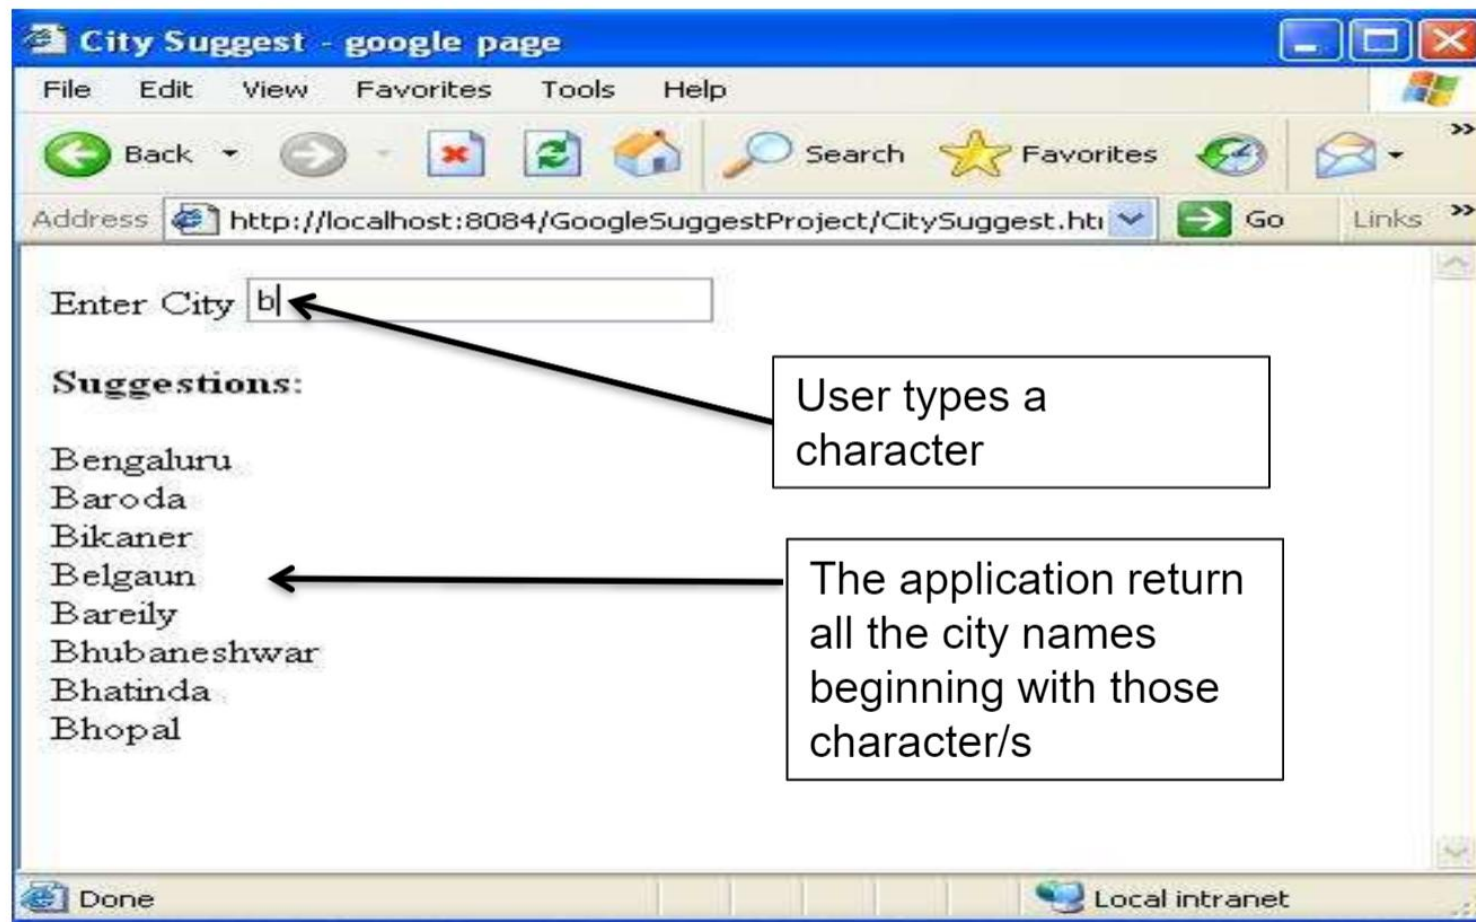 City Suggest - google page
File Edit View Favorites Tools Help
Back Search Favorites »
Address http://localhost:8084/GoogleSuggestProject/CitySuggest.htm Go Links »
Enter City b
User types a
character
Suggestions:
Bengaluru
Baroda
Bikaner
Belgaun
Bareily
Bhubaneshwar
Bhatinda
Bhopal
The application return
all the city names
beginning with those
character/s
Done Local intranet